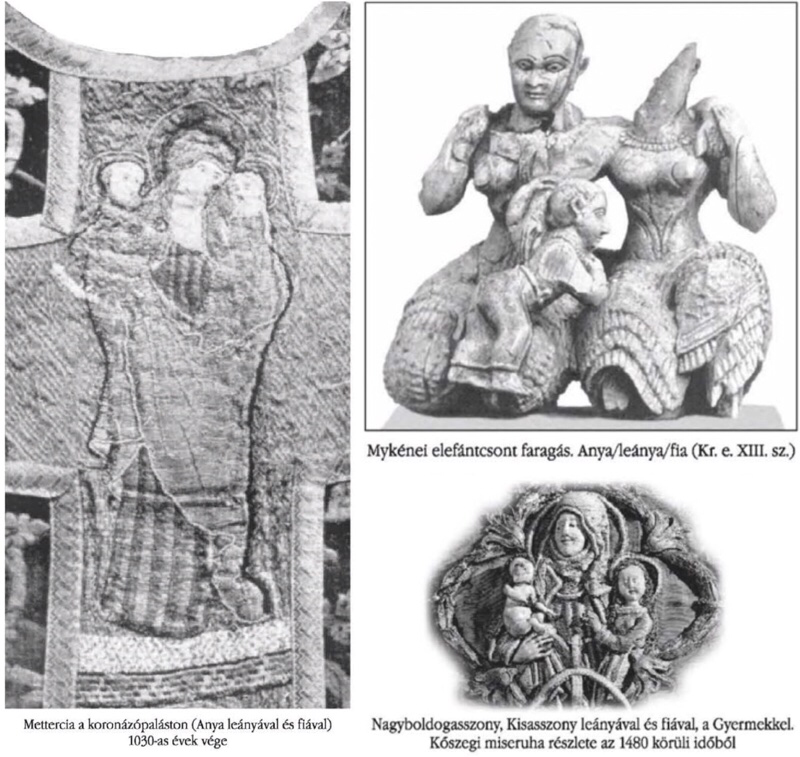 Mykénei elefántcsont faragás. Anya/leánya/fia (Kr. e. XIII. sz.)
Mettercia a koronázópaláston (Anya leányával és fiával)
1030-as évek vége
Nagyboldogasszony, Kisasszony leányával és fiával, a Gyermekkel.
Kőszegi miseruha részlete az 1480 körüli időből